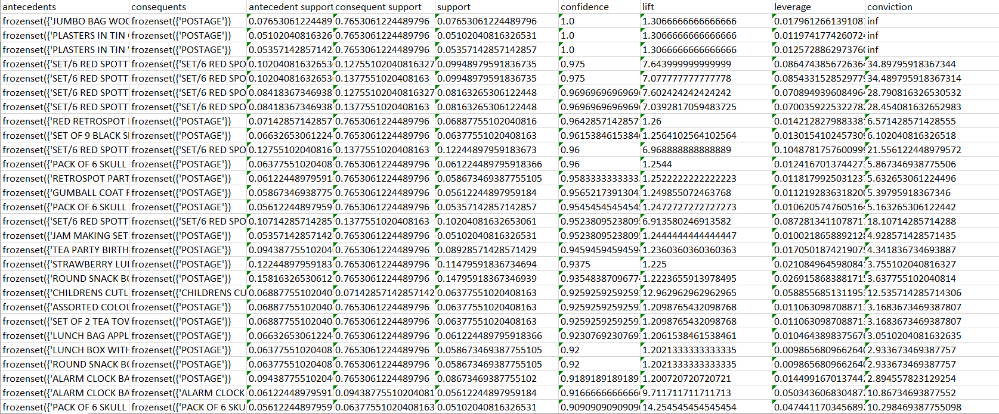 antecedents consequents antecedent support consequent support support confidence lift leverage conviction
frozenset({'JUMBO BAG WOO frozenset({'POSTAGE'}) 0.07653061224489 0.7653061224489796 0.07653061224489796 1.0 1.3066666666666666 0.017961266139108 inf
frozenset({'PLASTERS IN TIN frozenset({'POSTAGE'}) 0.05102040816326 0.7653061224489796 0.05102040816326531 1.0 1.3066666666666666 0.011974177426072 inf
frozenset({'PLASTERS IN TIN frozenset({'POSTAGE'}) 0.05357142857142 0.7653061224489796 0.05357142857142857 1.0 1.3066666666666666 0.012572886297376 inf
frozenset({'SET/6 RED SPOTT frozenset({'SET/6 RED SPO 0.10204081632653 0.12755102040816327 0.09948979591836735 0.975 7.643999999999999 0.086474385672636 34.89795918367344
frozenset({'SET/6 RED SPOTT frozenset({'SET/6 RED SPO 0.10204081632653 0.1377551020408163 0.09948979591836735 0.975 7.077777777777778 0.085433152852977 34.489795918367314
frozenset({'SET/6 RED SPOTT frozenset({'SET/6 RED SPO 0.08418367346938 0.12755102040816327 0.08163265306122448 0.9696969696969 7.602424242424242 0.070894939608496 28.790816326530532
frozenset({'SET/6 RED SPOTT frozenset({'SET/6 RED SPO 0.08418367346938 0.1377551020408163 0.08163265306122448 0.9696969696969 7.0392817059483725 0.070035922532278 28.454081632652983
frozenset({'RED RETROSPOT frozenset({'POSTAGE'}) 0.07142857142857 0.7653061224489796 0.06887755102040816 0.964285714285 1.26 0.014212827988338 6.571428571428555
frozenset({'SET OF 9 BLACK S frozenset({'POSTAGE'}) 0.06632653061224 0.7653061224489796 0.06377551020408163 0.961538461538 1.2564102564102564 0.013015410245730 6.102040816326518
frozenset({'SET/6 RED SPOTT frozenset({'SET/6 RED SPO 0.12755102040816 0.1377551020408163 0.12244897959183673 0.96 6.968888888888889 0.104878175760099 21.556122448979572
frozenset({'PACK OF 6 SKULL frozenset({'POSTAGE'}) 0.06377551020408 0.7653061224489796 0.061224489795918366 0.96 1.2544 0.012416701374427 5.867346938775506
frozenset({'RETROSPOT PART frozenset({'POSTAGE'}) 0.06122448979591 0.7653061224489796 0.058673469387755105 0.958333333333 1.2522222222222223 0.011817992503123 5.632653061224496
frozenset({'GUMBALL COAT frozenset({'POSTAGE'}) 0.05867346938775 0.7653061224489796 0.05612244897959184 0.956521739130 1.249855072463768 0.011219283631820 5.39795918367346
frozenset({'PACK OF 6 SKULL frozenset({'POSTAGE'}) 0.05612244897959 0.7653061224489796 0.05357142857142857 0.954545454545 1.2472727272727273 0.010620574760516 5.163265306122442
frozenset({'SET/6 RED SPOTT frozenset({'SET/6 RED SPO 0.10714285714285 0.1377551020408163 0.10204081632653061 0.952380952380 6.913580246913582 0.087281341107871 18.10714285714288
frozenset({'JAM MAKING SET frozenset({'POSTAGE'}) 0.05357142857142 0.7653061224489796 0.05102040816326531 0.952380952380 1.2444444444444447 0.010021865889212 4.928571428571435
frozenset({'TEA PARTY BIRTH frozenset({'POSTAGE'}) 0.09438775510204 0.7653061224489796 0.08928571428571429 0.945945945945 1.2360360360360363 0.017050187421907 4.341836734693887
frozenset({'STRAWBERRY LU frozenset({'POSTAGE'}) 0.12244897959183 0.7653061224489796 0.11479591836734694 0.9375 1.225 0.021084964598084 3.755102040816327
frozenset({'ROUND SNACK BO frozenset({'POSTAGE'}) 0.15816326530612 0.7653061224489796 0.14795918367346939 0.935483870967 1.2223655913978495 0.026915868388171 3.637755102040814
frozenset({'CHILDRENS CUTL frozenset({'CHILDRENS CU 0.06887755102040 0.07142857142857142 0.06377551020408163 0.925925925925 12.962962962962965 0.058855685131195 12.535714285714306
frozenset({'ASSORTED COLOU frozenset({'POSTAGE'}) 0.06887755102040 0.7653061224489796 0.06377551020408163 0.925925925925 1.2098765432098768 0.011063098708871 3.1683673469387807
frozenset({'SET OF 2 TEA TOW frozenset({'POSTAGE'}) 0.06887755102040 0.7653061224489796 0.06377551020408163 0.925925925925 1.2098765432098768 0.011063098708871 3.1683673469387807
frozenset({'LUNCH BAG APPL frozenset({'POSTAGE'}) 0.06632653061224 0.7653061224489796 0.061224489795918366 0.923076923076 1.2061538461538461 0.010464389837567 3.0510204081632635
frozenset({'LUNCH BOX WITH frozenset({'POSTAGE'}) 0.06377551020408 0.7653061224489796 0.058673469387755105 0.92 1.2021333333333335 0.009865680966264 2.933673469387757
frozenset({'ROUND SNACK BO frozenset({'POSTAGE'}) 0.06377551020408 0.7653061224489796 0.058673469387755105 0.92 1.2021333333333335 0.009865680966264 2.933673469387757
frozenset({'ALARM CLOCK BA frozenset({'POSTAGE'}) 0.09438775510204 0.7653061224489796 0.08673469387755102 0.918918918918 1.200720720720721 0.014499167013744 2.894557823129254
frozenset({'ALARM CLOCK BA frozenset({'ALARM CLOCK 0.06122448979591 0.09438775510204081 0.05612244897959184 0.916666666666 9.711711711711713 0.050343606830487 10.86734693877552
frozenset({'PACK OF 6 SKULL frozenset({'PACK OF 6 SKU 0.05612244897959 0.06377551020408163 0.05102040816326531 0.909090909090 14.254545454545454 0.047441170345689 10.298469387755098